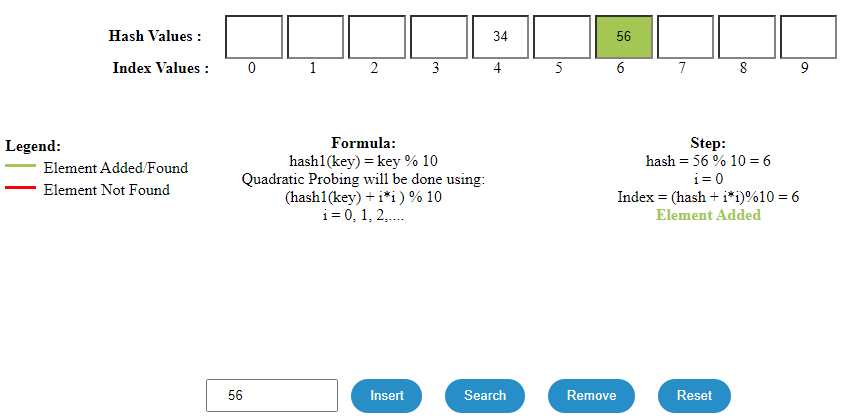 Hash Values :
34
56
Index Values :
0 1 2 3 4 5 6 7 8 9
Legend:
Element Added/Found
Element Not Found
Formula:
hash1(key) = key % 10
Quadratic Probing will be done using:
(hash1(key) + i*i ) % 10
i = 0, 1, 2,....
Step:
hash = 56 % 10 = 6
i = 0
Index = (hash + i*i)%10 = 6
Element Added
56
Insert
Search
Remove
Reset